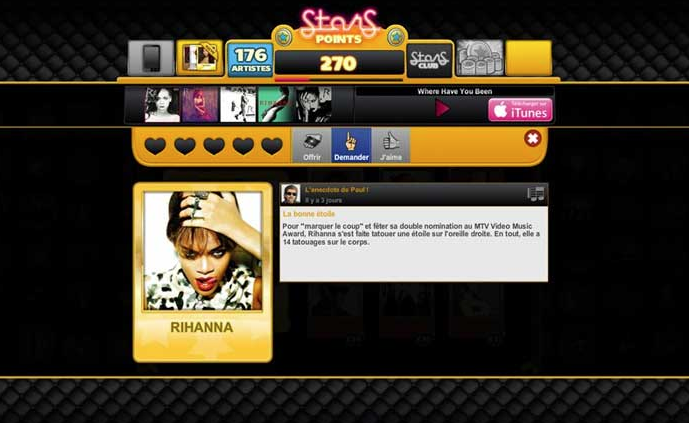 StarS
POINTS
176
ARTISTES
270
StarS
CLUB
Where Have You Been
Télécharger sur
iTunes
Offrir
Demander
J'aime
L'anecdote de Paul !
Il y a 3 jours
La bonne étoile
Pour "marquer le coup" et fêter sa double nomination au MTV Video Music
Award, Rihanna s'est faite tatouer une étoile sur l'oreille droite. En tout, elle a
14 tatouages sur le corps.
RIHANNA